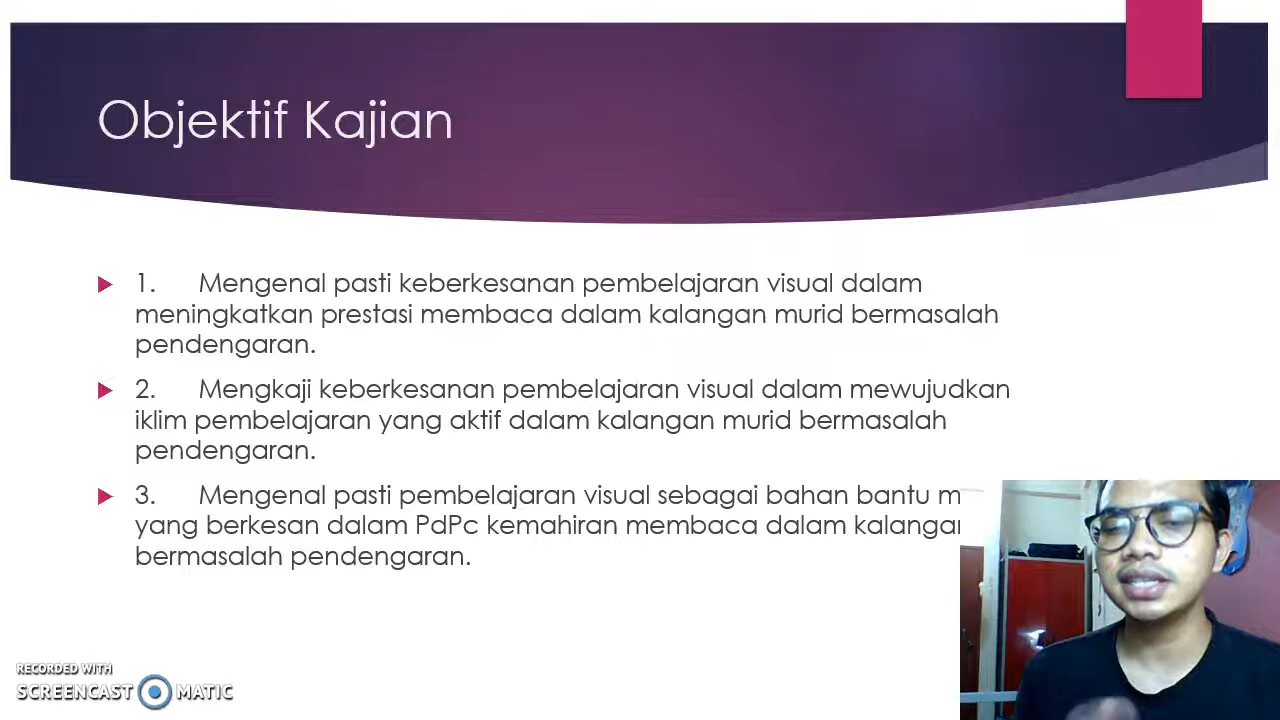 Objektif Kajian
1. Mengenal pasti keberkesanan pembelajaran visual dalam
meningkatkan prestasi membaca dalam kalangan murid bermasalah
pendengaran.
2. Mengkaji keberkesanan pembelajaran visual dalam mewujudkan
iklim pembelajaran yang aktif dalam kalangan murid bermasalah
pendengaran.
3. Mengenal pasti pembelajaran visual sebagai bahan bantu
yang berkesan dalam PdPc kemahiran membaca dalam
bermasalah pendengaran.
RECORDED WITH
SCREENCAST MATIC